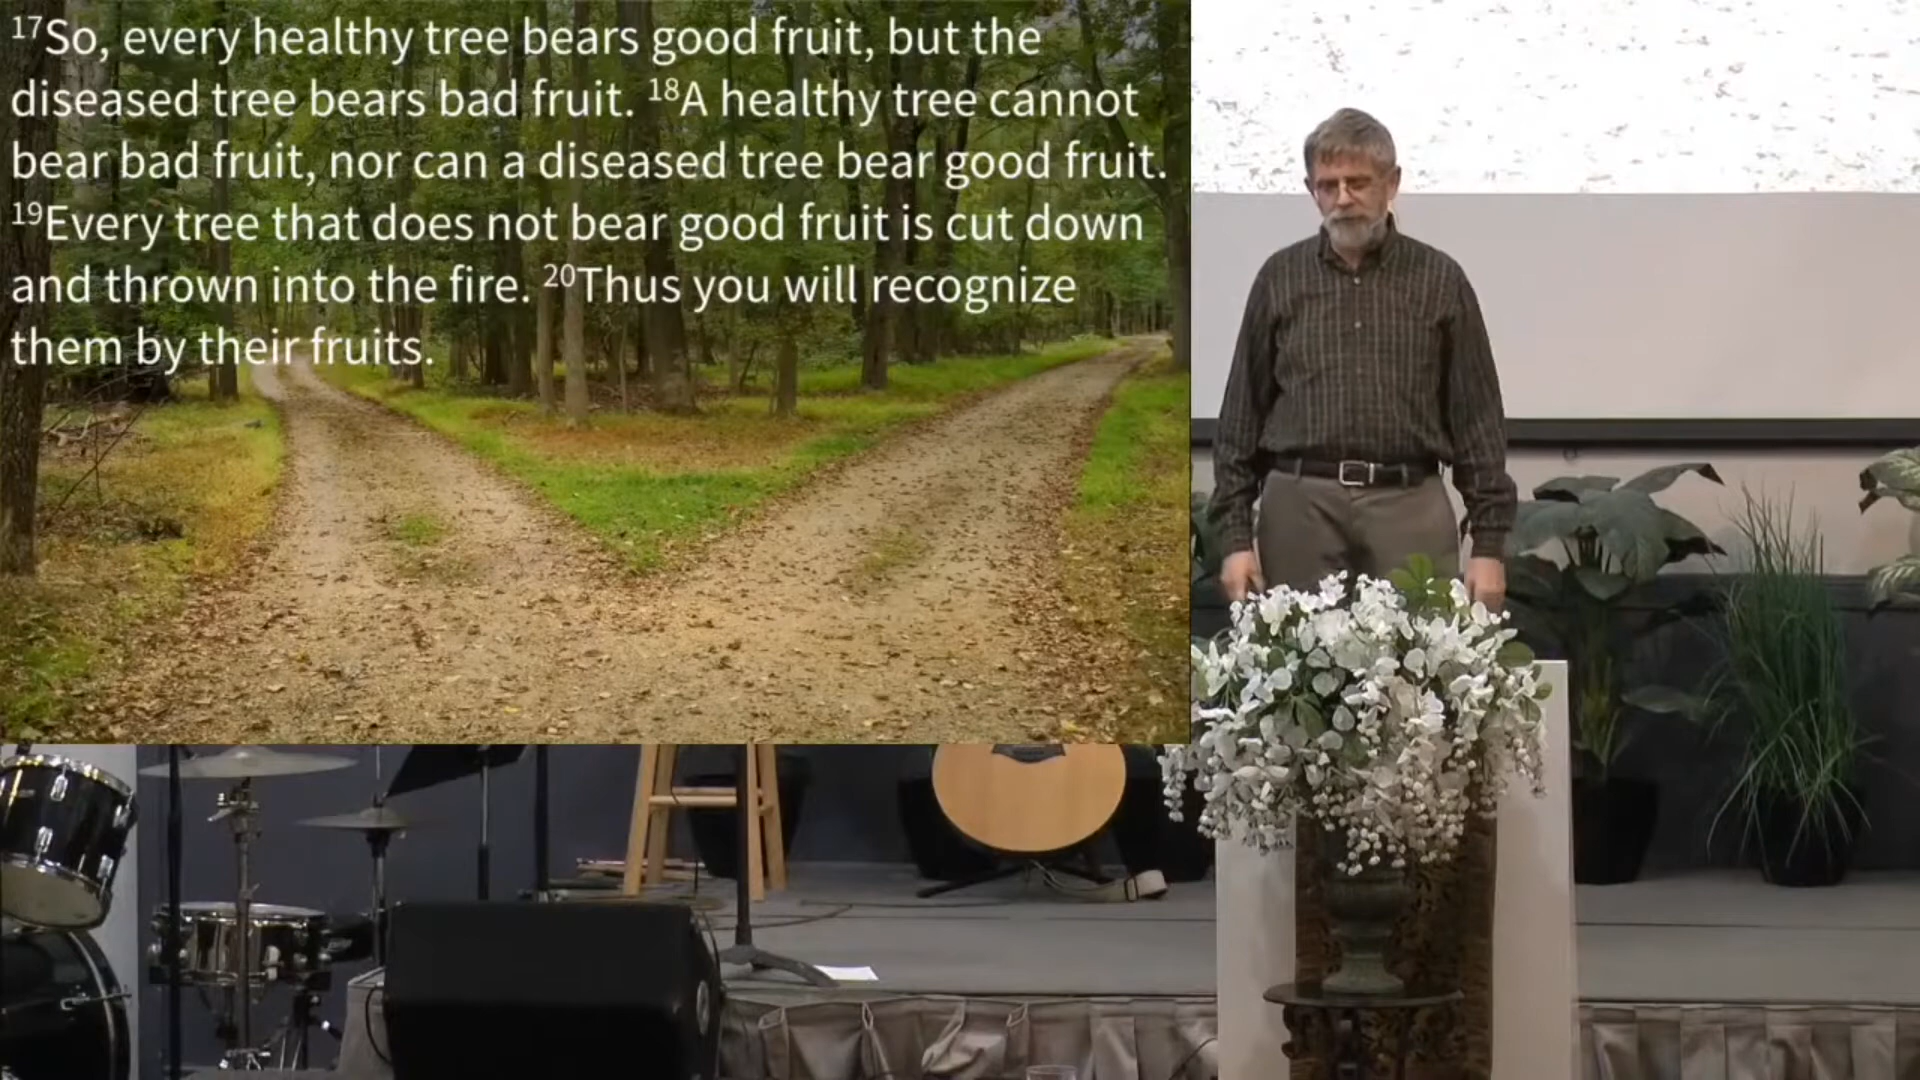 ¹⁷So, every healthy tree bears good fruit, but the
diseased tree bears bad fruit. ¹⁸A healthy tree cannot
bear bad fruit, nor can a diseased tree bear good fruit.
¹⁹Every tree that does not bear good fruit is cut down
and thrown into the fire. ²⁰Thus you will recognize
them by their fruits.